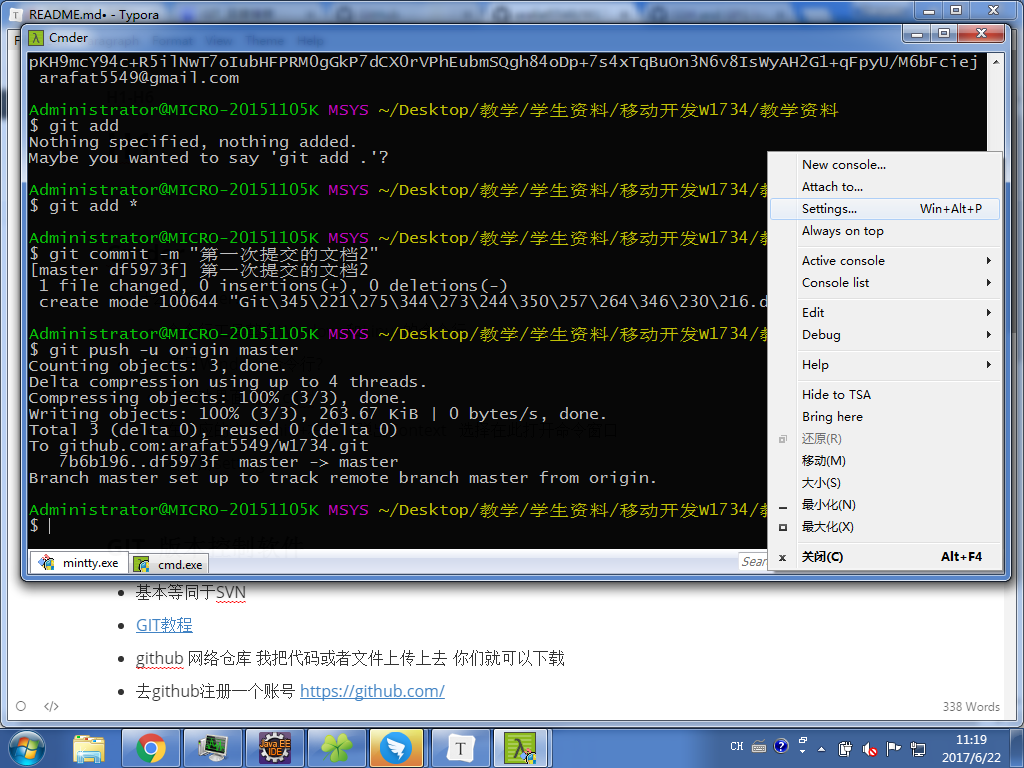 README.md• - Typora
Cmder
pKH9mcY94c+R5ilNwT7oIubHFPRM0gGkP7dCX0rVPhEubmSQgh84oDp+7s4xTqBuOn3N6v8IsWyAH2Gl+qFpyU/M6bFciej
arafat5549@gmail.com
Administrator@MICRO-20151105K MSYS ~/Desktop/教学/学生资料/移动开发W1734/教学资料
$ git add
Nothing specified, nothing added.
Maybe you wanted to say 'git add .'?
Administrator@MICRO-20151105K MSYS ~/Desktop/教学/学生资料/移动开发W1734/
$ git add *
Administrator@MICRO-20151105K MSYS ~/Desktop/教学/学生资料/移动开发W1734/
$ git commit -m "第一次提交的文档2"
[master df5973f] 第一次提交的文档2
1 file changed, 0 insertions(+), 0 deletions(-)
create mode 100644 "Git\345\221\275\344\273\244\350\257\264\346\230\216.d
Administrator@MICRO-20151105K MSYS ~/Desktop/教学/学生资料/移动开发W1734/
$ git push -u origin master
Counting objects: 3, done.
Delta compression using up to 4 threads.
Compressing objects: 100% (3/3), done.
Writing objects: 100% (3/3), 263.67 KiB | 0 bytes/s, done.
Total 3 (delta 0), reused 0 (delta 0)
To github.com:arafat5549/W1734.git
7b6b196..df5973f master -> master
Branch master set up to track remote branch master from origin.
Administrator@MICRO-20151105K MSYS ~/Desktop/教学/学生资料/移动开发W1734/
$
mintty.exe
cmd.exe
Sear
New console...
Attach to...
Settings... Win+Alt+P
Always on top
Active console
Console list
Edit
Debug
Help
Hide to TSA
Bring here
还原(R)
移动(M)
大小(S)
最小化(N)
最大化(X)
关闭(C) Alt+F4
基本等同于SVN
GIT教程
github 网络仓库 我把代码或者文件上传上去 你们就可以下载
去github注册一个账号 https://github.com/
338 Words
Java EE
IDE
T
CH
11:19
2017/6/22